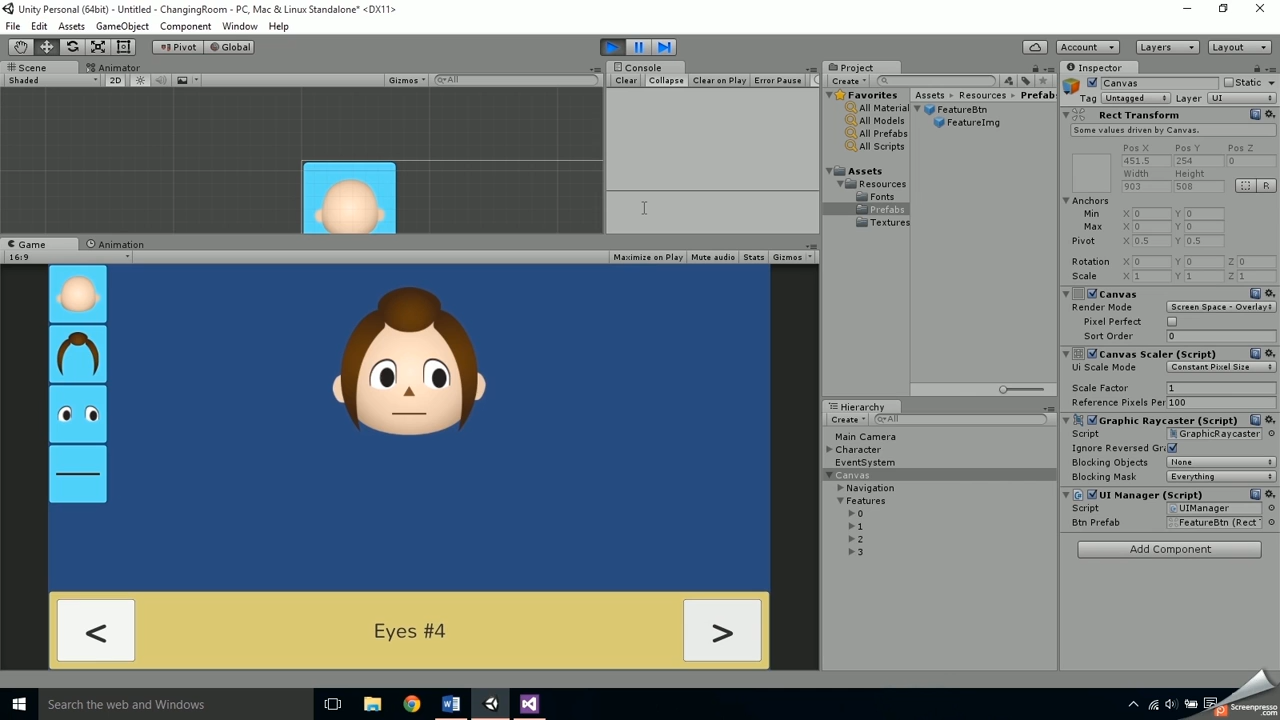 Unity Personal (64bit) - Untitled - ChangingRoom - PC, Mac & Linux Standalone* <DX11>
File Edit Assets GameObject Component Window Help
Pivot Global Account Layers Layout
Scene Animator
Shaded 2D Gizmos All
Console
Clear Collapse Clear on Play Error Pause
Project
Create
Favorites
All Material
All Models
All Prefabs
All Scripts
Assets
Resources
Fonts
Prefabs
Textures
Assets Resources Prefabs
FeatureBtn
FeatureImg
Game Animation
16:9 Maximize on Play Mute audio Stats Gizmos
< Eyes #4 >
Hierarchy
Create All
Main Camera
Character
EventSystem
Canvas
Navigation
Features
0
1
2
3
Inspector
Canvas Static
Tag Untagged Layer UI
Rect Transform
Some values driven by Canvas.
Pos X Pos Y Pos Z
451.5 254 0
Width Height
903 508
R
Anchors
Min X 0 Y 0
Max X 0 Y 0
Pivot X 0.5 Y 0.5
Rotation X 0 Y 0 Z 0
Scale X 1 Y 1 Z 1
Canvas
Render Mode Screen Space - Overlay
Pixel Perfect
Sort Order 0
Canvas Scaler (Script)
Ui Scale Mode Constant Pixel Size
Scale Factor 1
Reference Pixels Per 100
Graphic Raycaster (Script)
Script GraphicRaycaster
Ignore Reversed Gra
Blocking Objects None
Blocking Mask Everything
UI Manager (Script)
Script UIManager
Btn Prefab FeatureBtn (Rect T
Add Component
Search the web and Windows
Screenpresso
.com